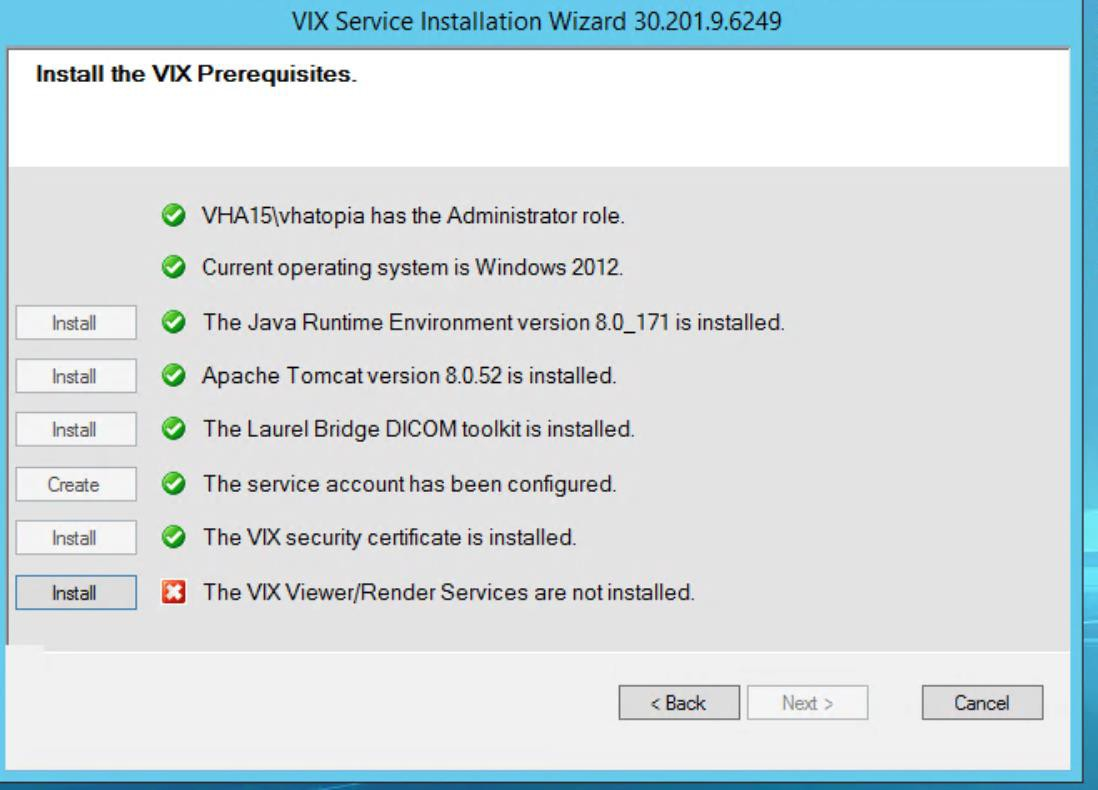 VIX Service Installation Wizard 30.201.9.6249
Install the VIX Prerequisites.
VHA15\vhatopia has the Administrator role.
Current operating system is Windows 2012.
Install The Java Runtime Environment version 8.0_171 is installed.
Install Apache Tomcat version 8.0.52 is installed.
Install The Laurel Bridge DICOM toolkit is installed.
Create The service account has been configured.
Install The VIX security certificate is installed.
Install The VIX Viewer/Render Services are not installed.
< Back Next > Cancel